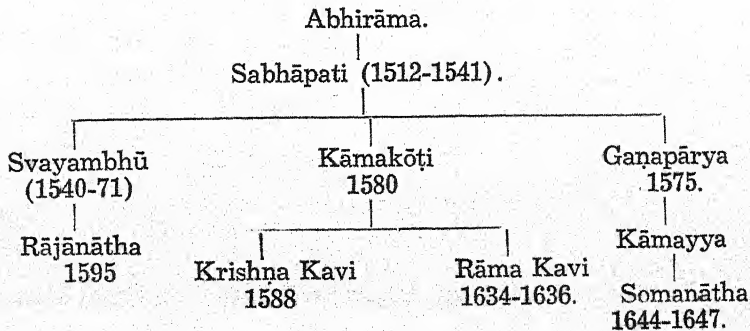 Abhirāma.
Sabhāpati (1512-1541).
Svayambhū
(1540-71)
Kāmakōṭi
1580
Gaṇapārya
1575.
Rājānātha
1595
Krishṇa Kavi
1588
Rāma Kavi
1634-1636.
Kāmayya
Somanātha
1644-1647.